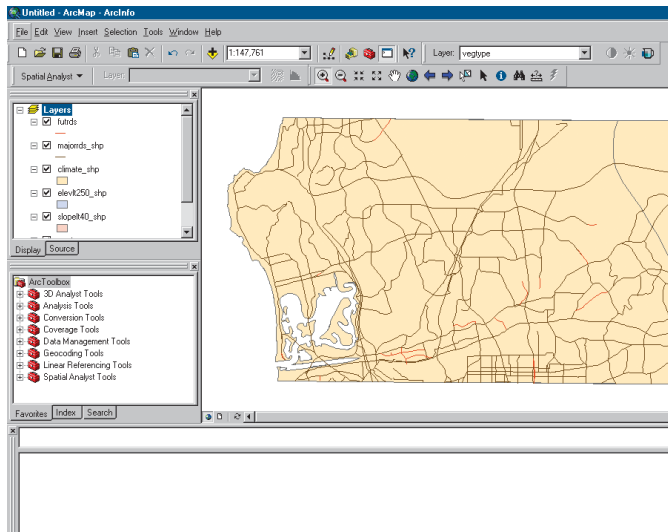 Untitled - ArcMap - ArcInfo
File Edit View Insert Selection Tools Window Help
1:147,761 Layer: vegtype
Spatial Analyst Layer:
Layers
futrds
majorrds_shp
climate_shp
elevlt250_shp
slopelt40_shp
Display Source
ArcToolbox
3D Analyst Tools
Analysis Tools
Conversion Tools
Coverage Tools
Data Management Tools
Geocoding Tools
Linear Referencing Tools
Spatial Analyst Tools
Favorites Index Search